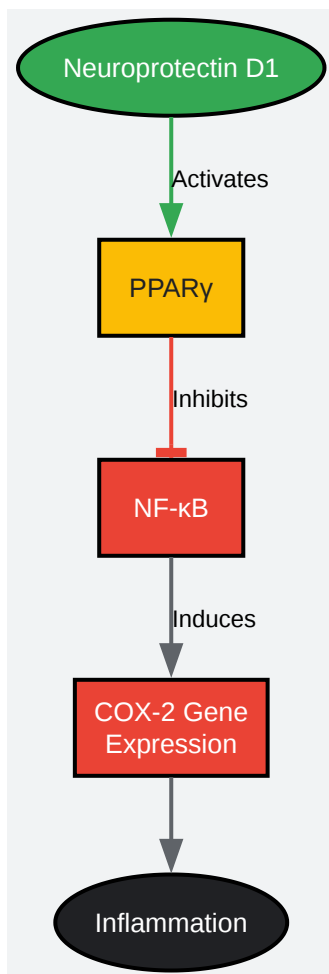 Neuroprotectin D1
Activates
PPARγ
Inhibits
NF-κB
Induces
COX-2 Gene
Expression
Inflammation